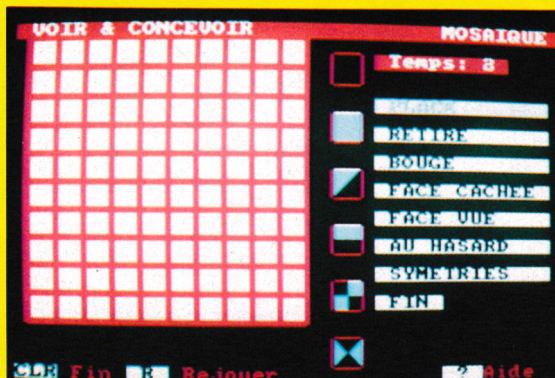 VOIR & CONCEVOIR
MOSAIQUE
Temps: 8
PLACE
RETIRE
BOUGE
FACE CACHEE
FACE VUE
AU HASARD
SYMETRIES
FIN
CLR Fin R Rejouer ? Aide